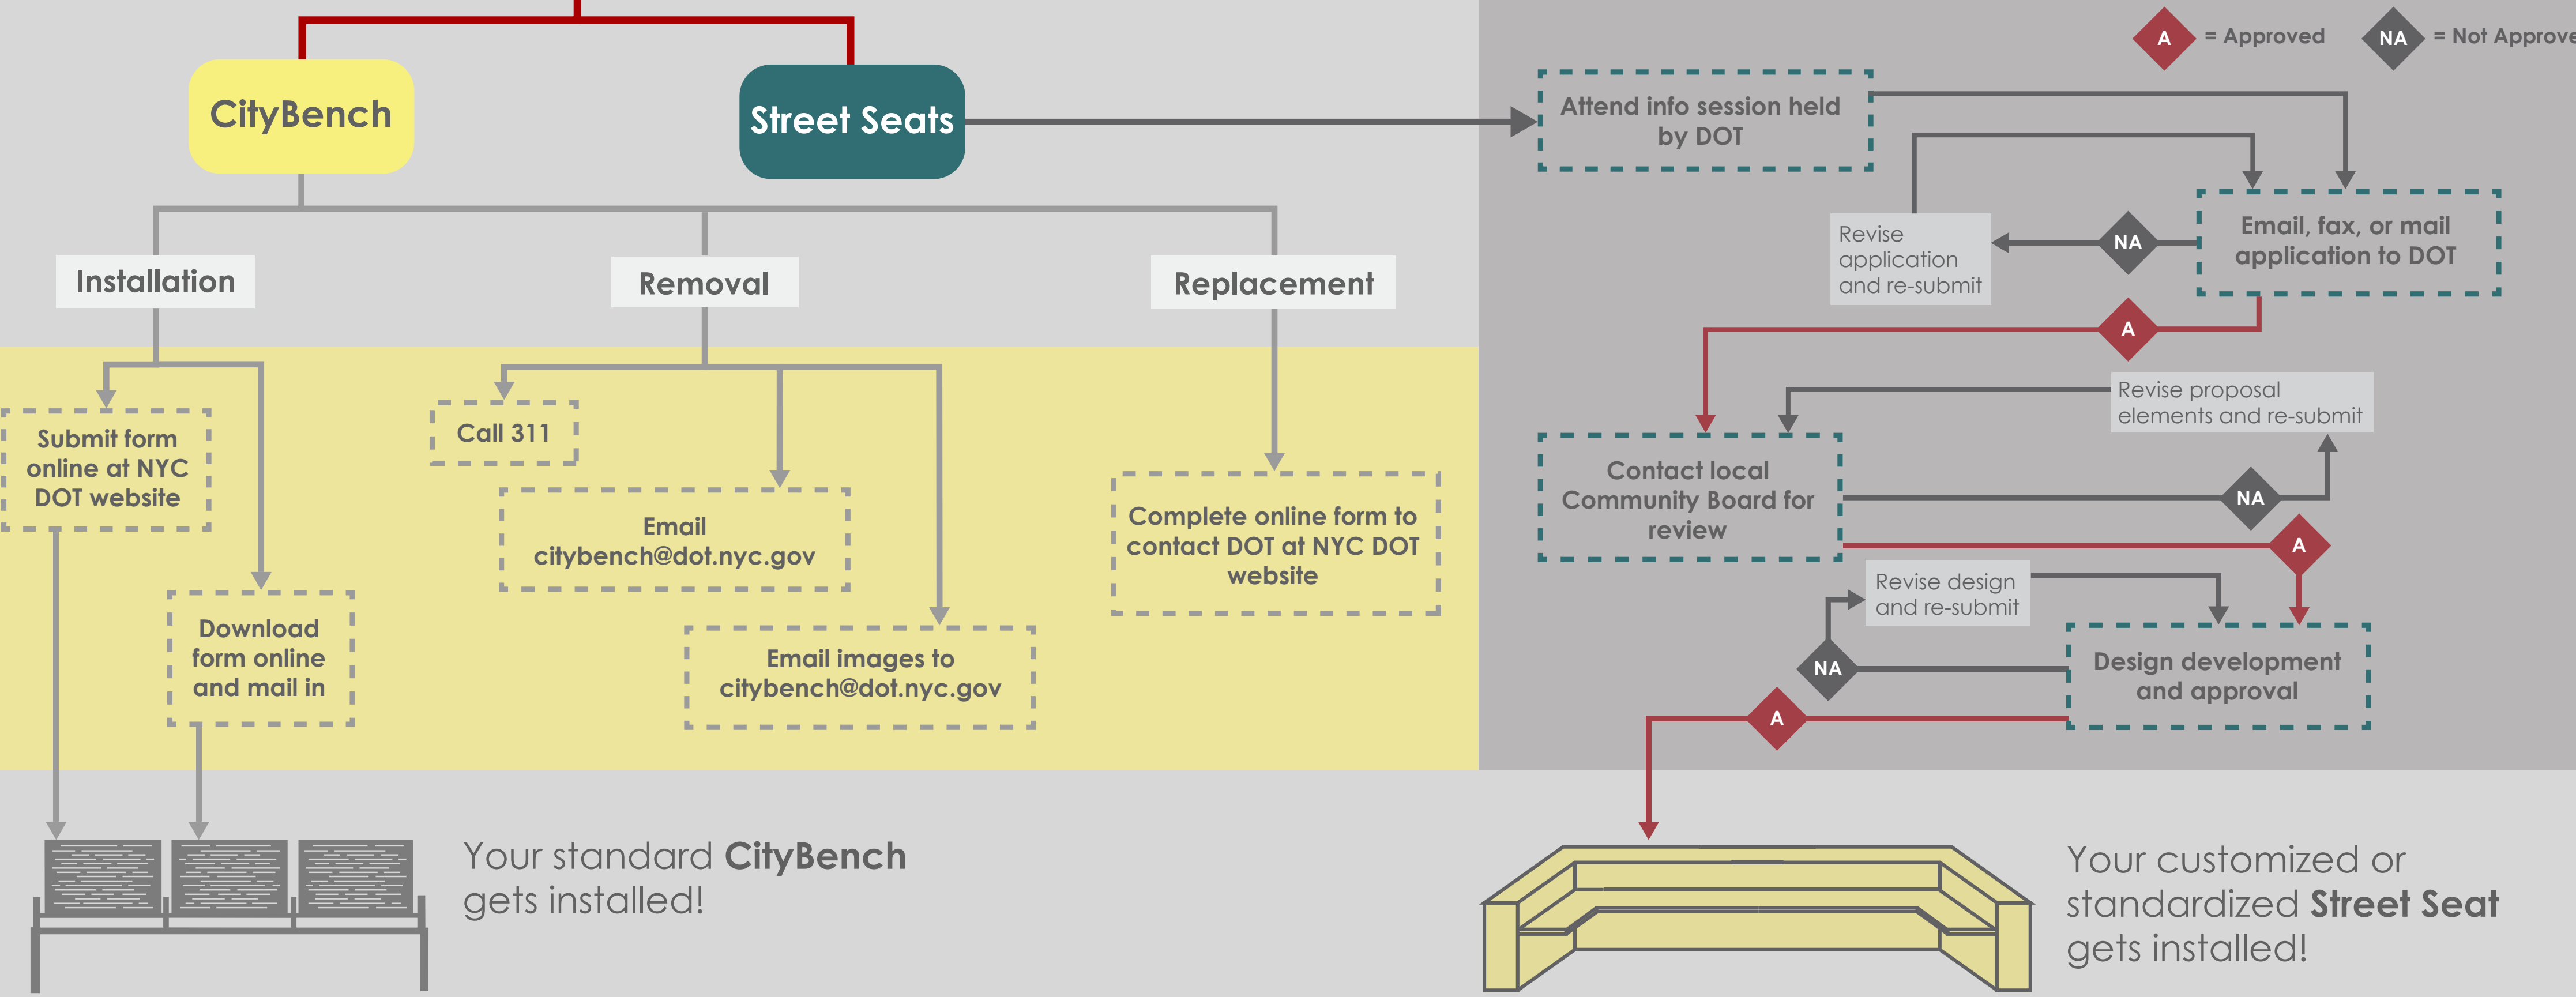 A = Approved
NA = Not Approve
CityBench
Street Seats
Attend info session held
by DOT
Email, fax, or mail
application to DOT
NA
Revise
application
and re-submit
A
Installation
Removal
Replacement
Revise proposal
elements and re-submit
Submit form
online at NYC
DOT website
Call 311
Email
citybench@dot.nyc.gov
Complete online form to
contact DOT at NYC DOT
website
Contact local
Community Board for
review
NA
A
Download
form online
and mail in
Email images to
citybench@dot.nyc.gov
Revise design
and re-submit
NA
Design development
and approval
A
Your standard CityBench
gets installed!
Your customized or
standardized Street Seat
gets installed!